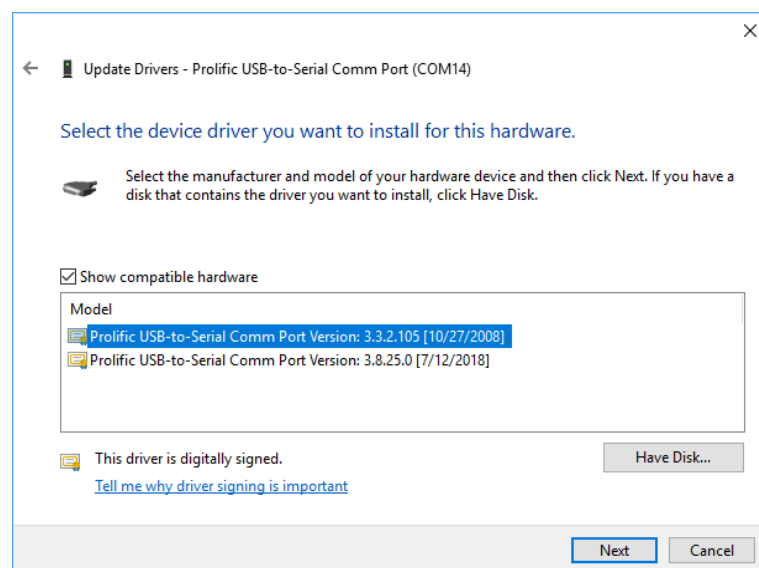 Update Drivers - Prolific USB-to-Serial Comm Port (COM14)
Select the device driver you want to install for this hardware.
Select the manufacturer and model of your hardware device and then click Next. If you have a
disk that contains the driver you want to install, click Have Disk.
Show compatible hardware
Model
Prolific USB-to-Serial Comm Port Version: 3.3.2.105 [10/27/2008]
Prolific USB-to-Serial Comm Port Version: 3.8.25.0 [7/12/2018]
This driver is digitally signed.
Have Disk...
Tell me why driver signing is important
Next
Cancel